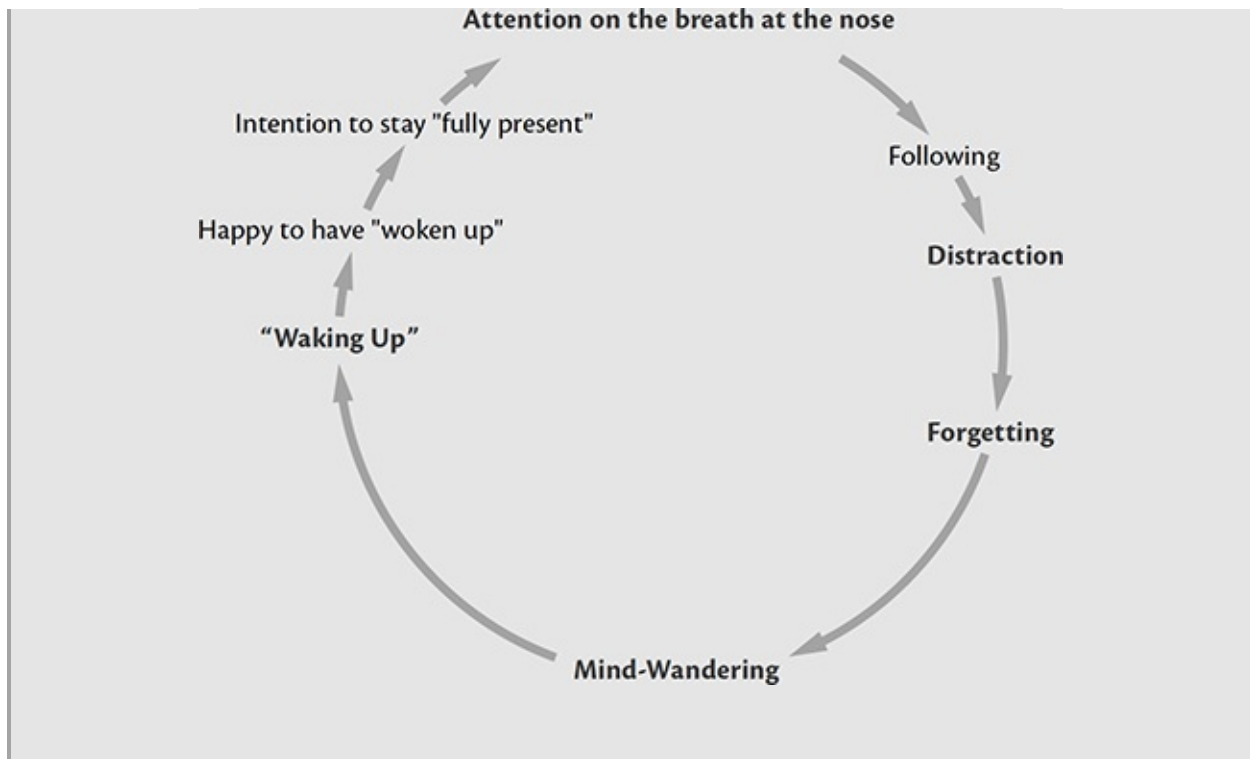 Attention on the breath at the nose
Following
Distraction
Forgetting
Mind-Wandering
“Waking Up”
Happy to have "woken up"
Intention to stay "fully present"